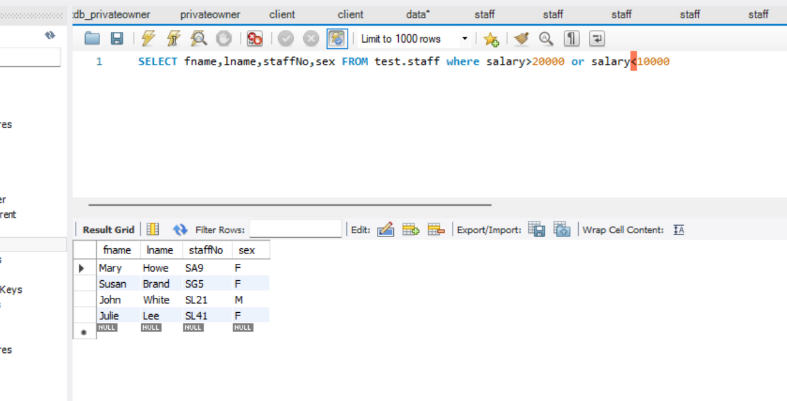 :db_privateowner privateowner client client data* staff staff staff staff staff
Limit to 1000 rows
1 SELECT fname,lname,staffNo,sex FROM test.staff where salary>20000 or salary<10000
res
er
rent
s
Keys
s
res
Result Grid Filter Rows: Edit: Export/Import: Wrap Cell Content:
fname lname staffNo sex
Mary Howe SA9 F
Susan Brand SG5 F
John White SL21 M
Julie Lee SL41 F
NULL NULL NULL NULL